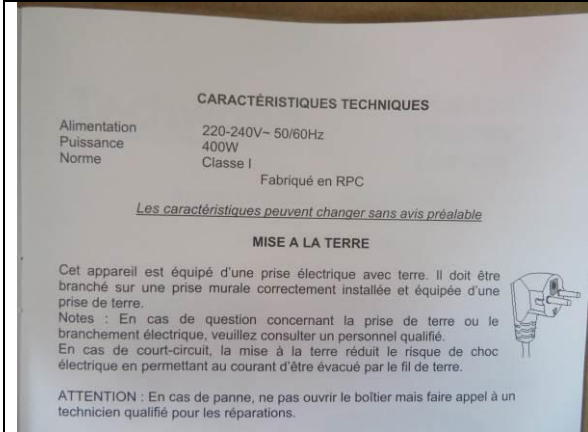 CARACTÉRISTIQUES TECHNIQUES
Alimentation 220-240V~ 50/60Hz
Puissance 400W
Norme Classe I
Fabriqué en RPC
Les caractéristiques peuvent changer sans avis préalable
MISE A LA TERRE
Cet appareil est équipé d'une prise électrique avec terre. Il doit être
branché sur une prise murale correctement installée et équipée d'une
prise de terre.
Notes : En cas de question concernant la prise de terre ou le
branchement électrique, veuillez consulter un personnel qualifié.
En cas de court-circuit, la mise à la terre réduit le risque de choc
électrique en permettant au courant d'être évacué par le fil de terre.
ATTENTION : En cas de panne, ne pas ouvrir le boîtier mais faire appel à un
technicien qualifié pour les réparations.